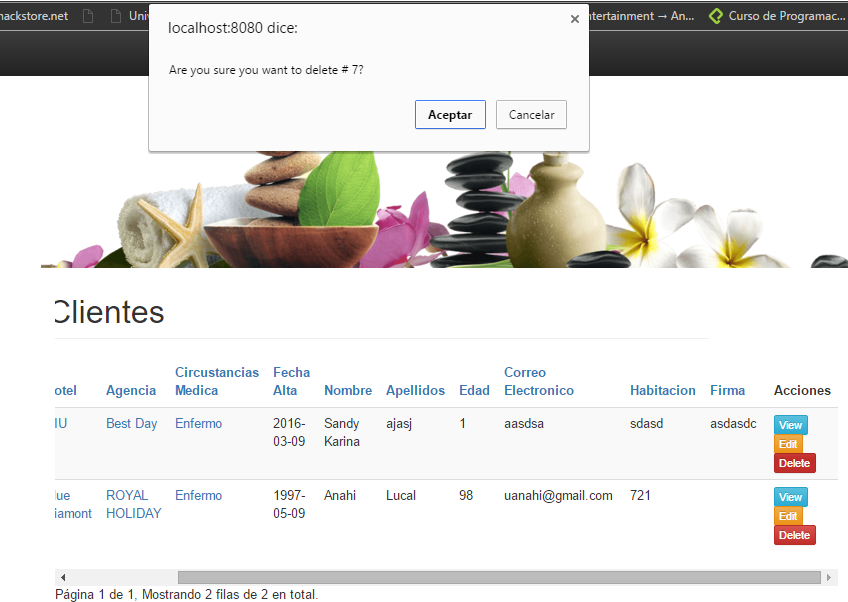 nackstore.net
Uni
ntertainment → An...
Curso de Programac...
localhost:8080 dice:
Are you sure you want to delete # 7?
Aceptar
Cancelar
Clientes
otel
Agencia
Circustancias Medica
Fecha Alta
Nombre
Apellidos
Edad
Correo Electronico
Habitacion
Firma
Acciones
IU
Best Day
Enfermo
2016-03-09
Sandy Karina
ajasj
1
aasdsa
sdasd
asdasdc
View
Edit
Delete
lue iamont
ROYAL HOLIDAY
Enfermo
1997-05-09
Anahi
Lucal
98
uanahi@gmail.com
721
View
Edit
Delete
Página 1 de 1, Mostrando 2 filas de 2 en total.